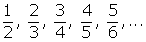 1/2, 2/3, 3/4, 4/5, 5/6, ...